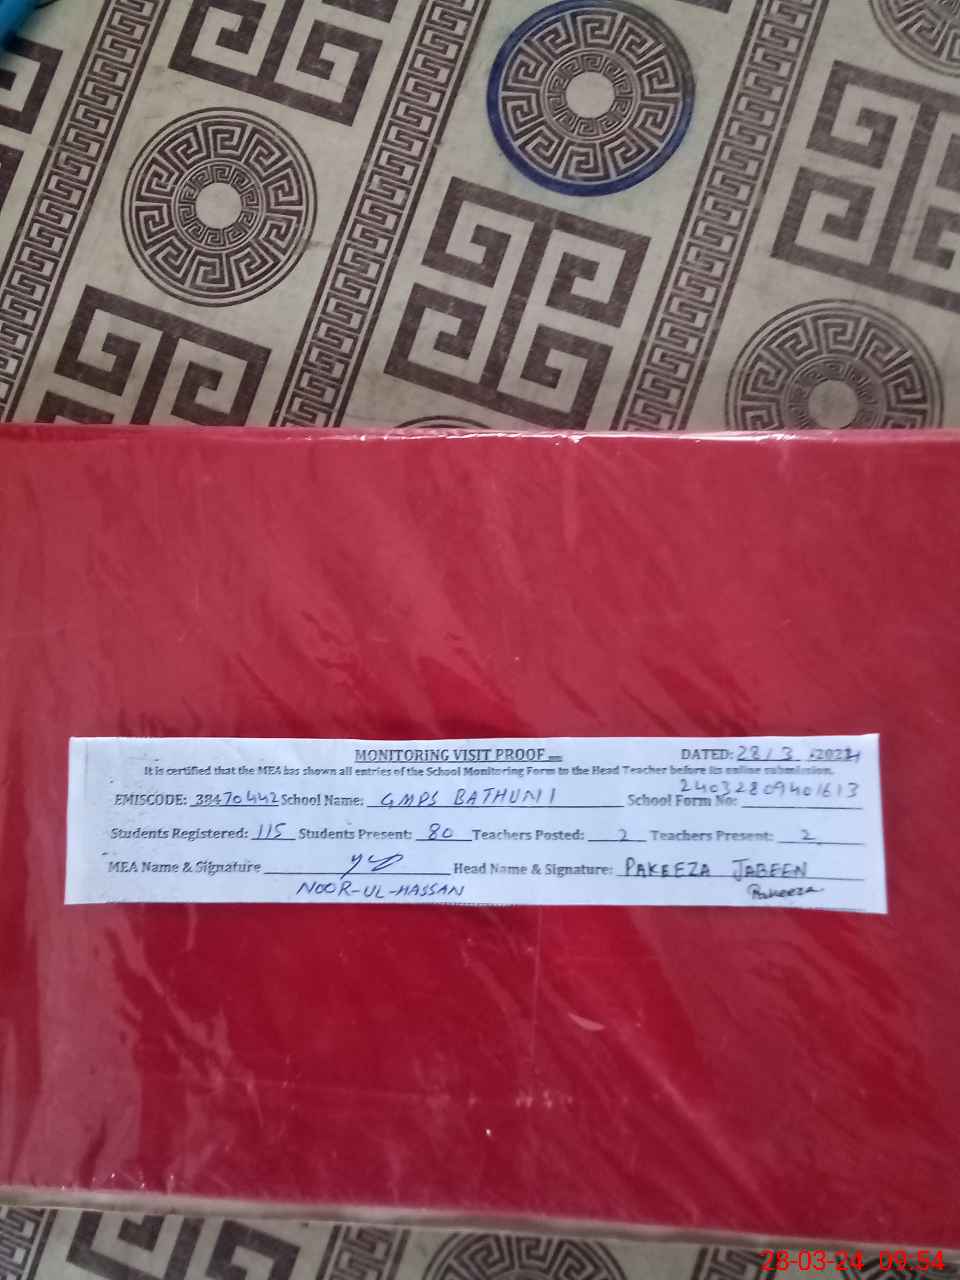 MONITORING VISIT PROOF DATED: 28/3 /2024
It is certified that the MEA has shown all entries of the School Monitoring Form to the Head Teacher before its online submission.
EMISCODE: 38470442 School Name: GMPS BATHUNI School Form No: 2403280940 1613
Students Registered: 115 Students Present: 80 Teachers Posted: 2 Teachers Present: 2
MEA Name & Signature Head Name & Signature: PAKEEZA JABEEN
NOOR-UL-HASSAN Pakeeza
28-03-24 09:54